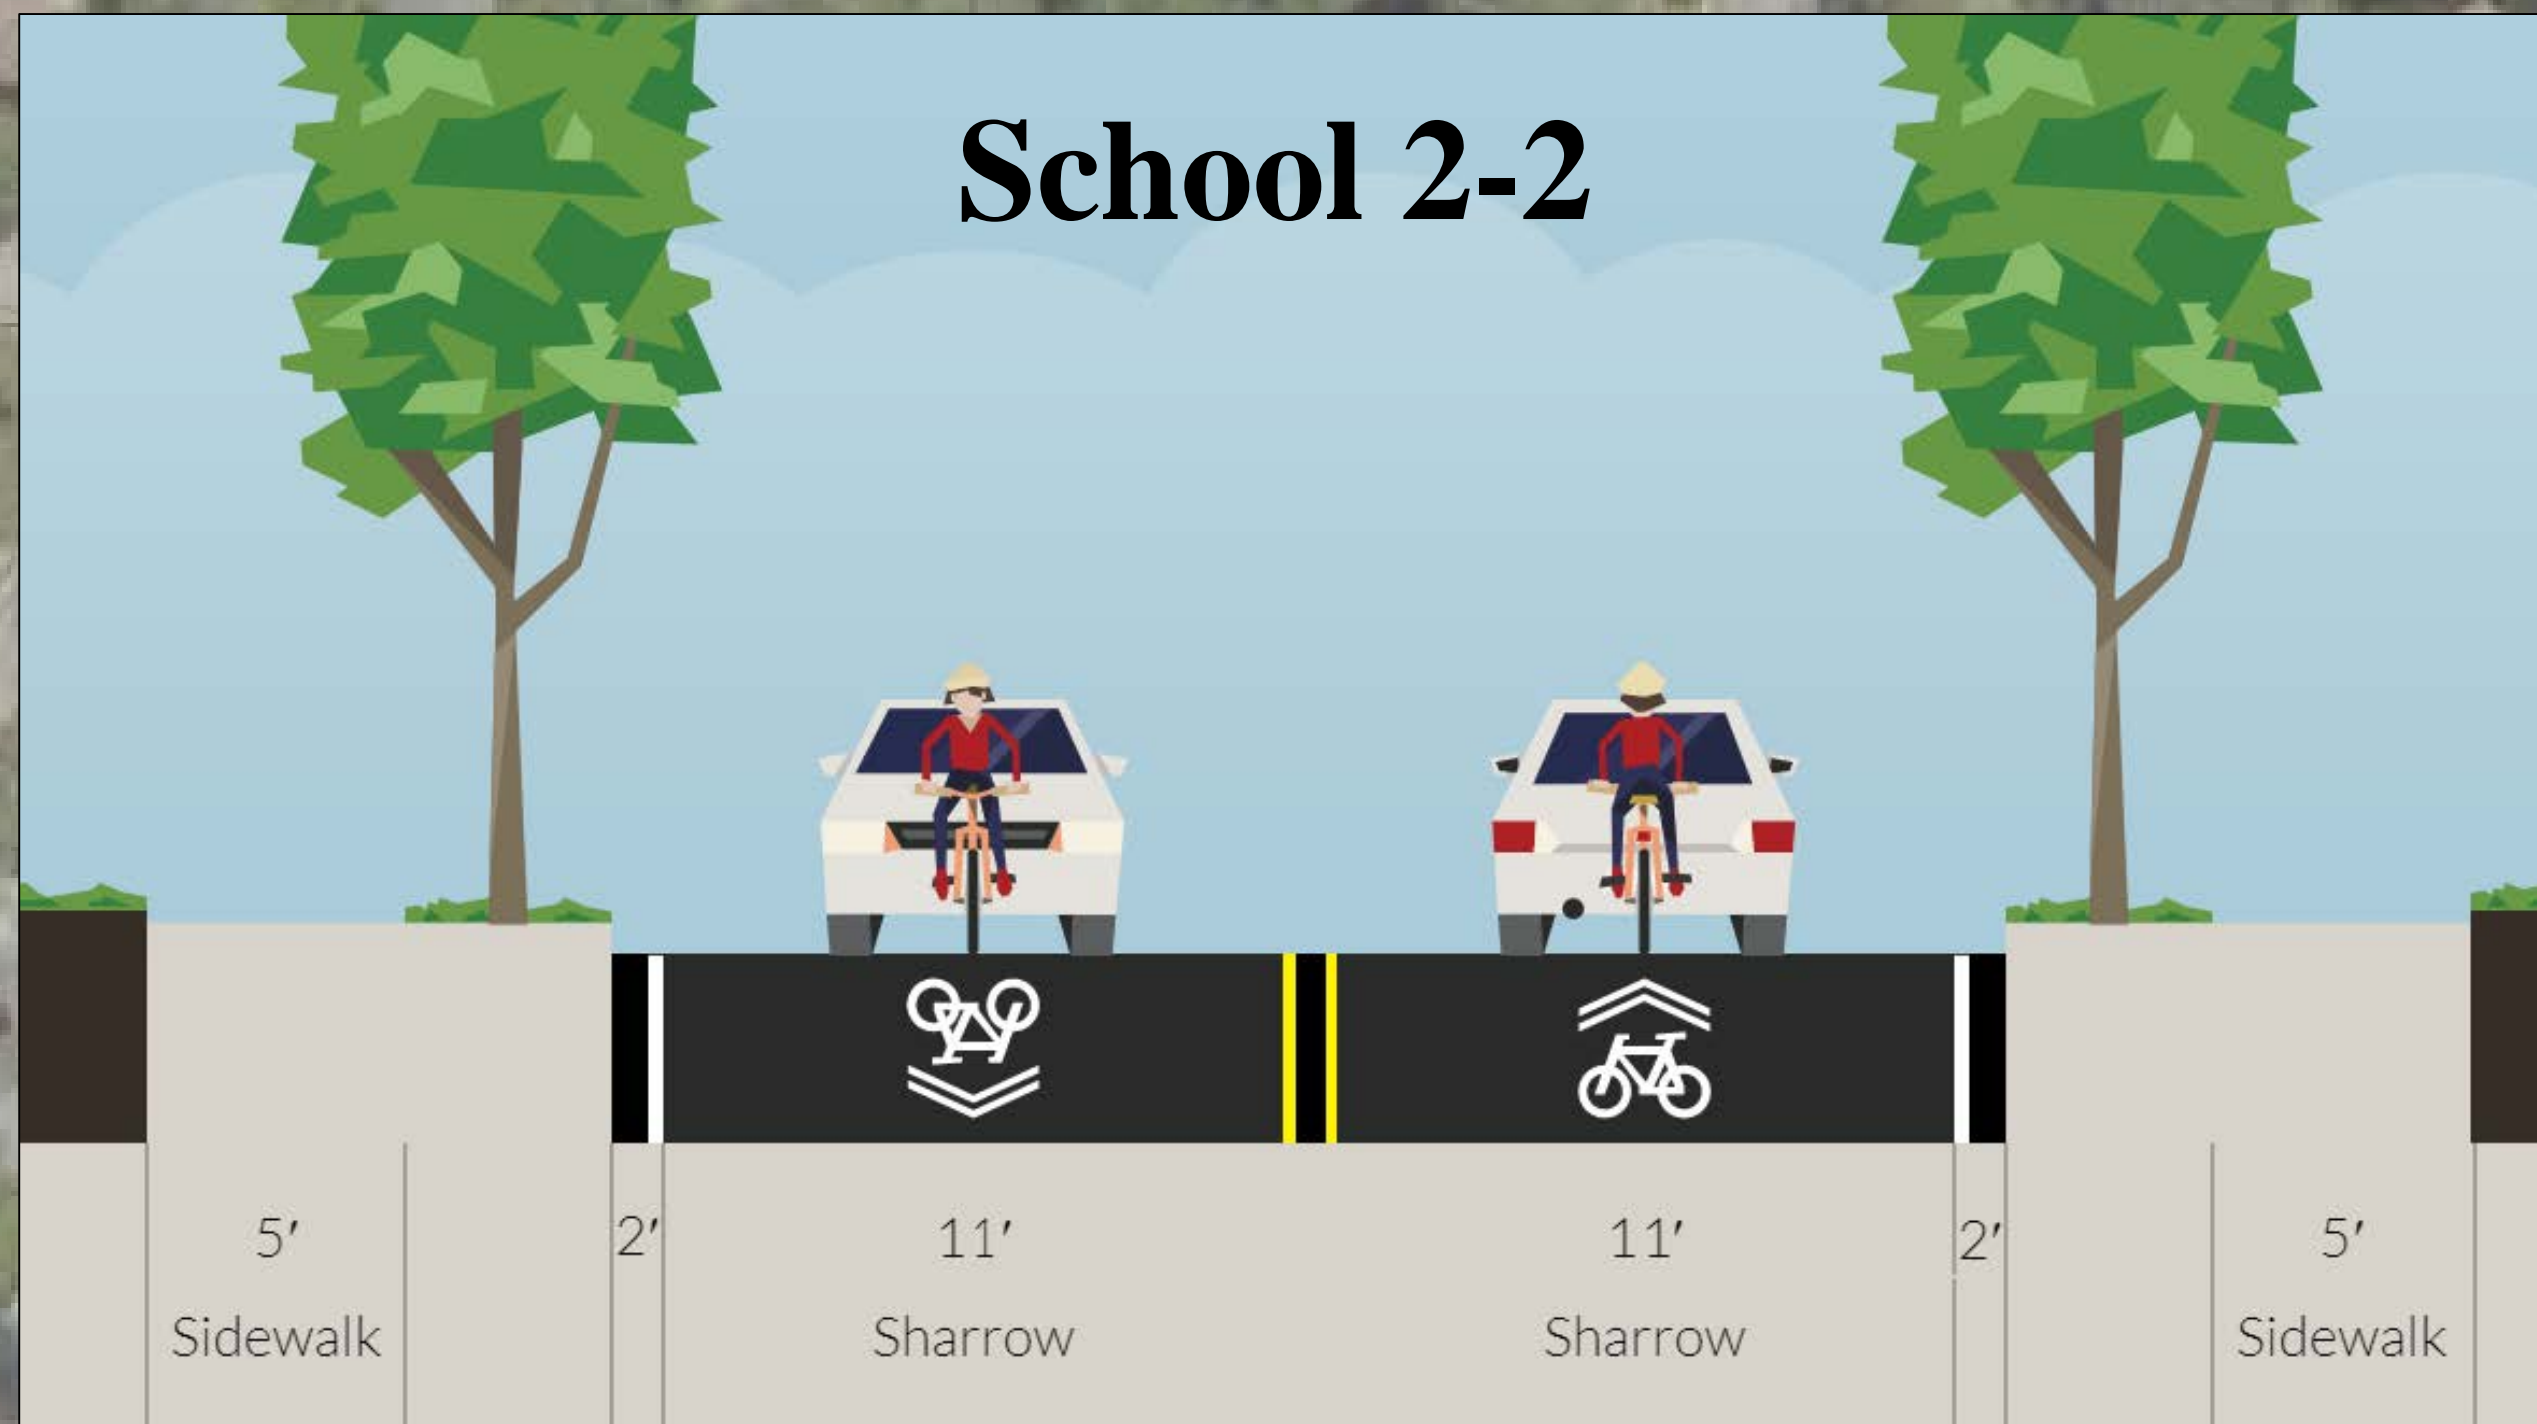 School 2-2
5′ 2′ 11′ 11′ 2′ 5′
Sidewalk Sharrow Sharrow Sidewalk